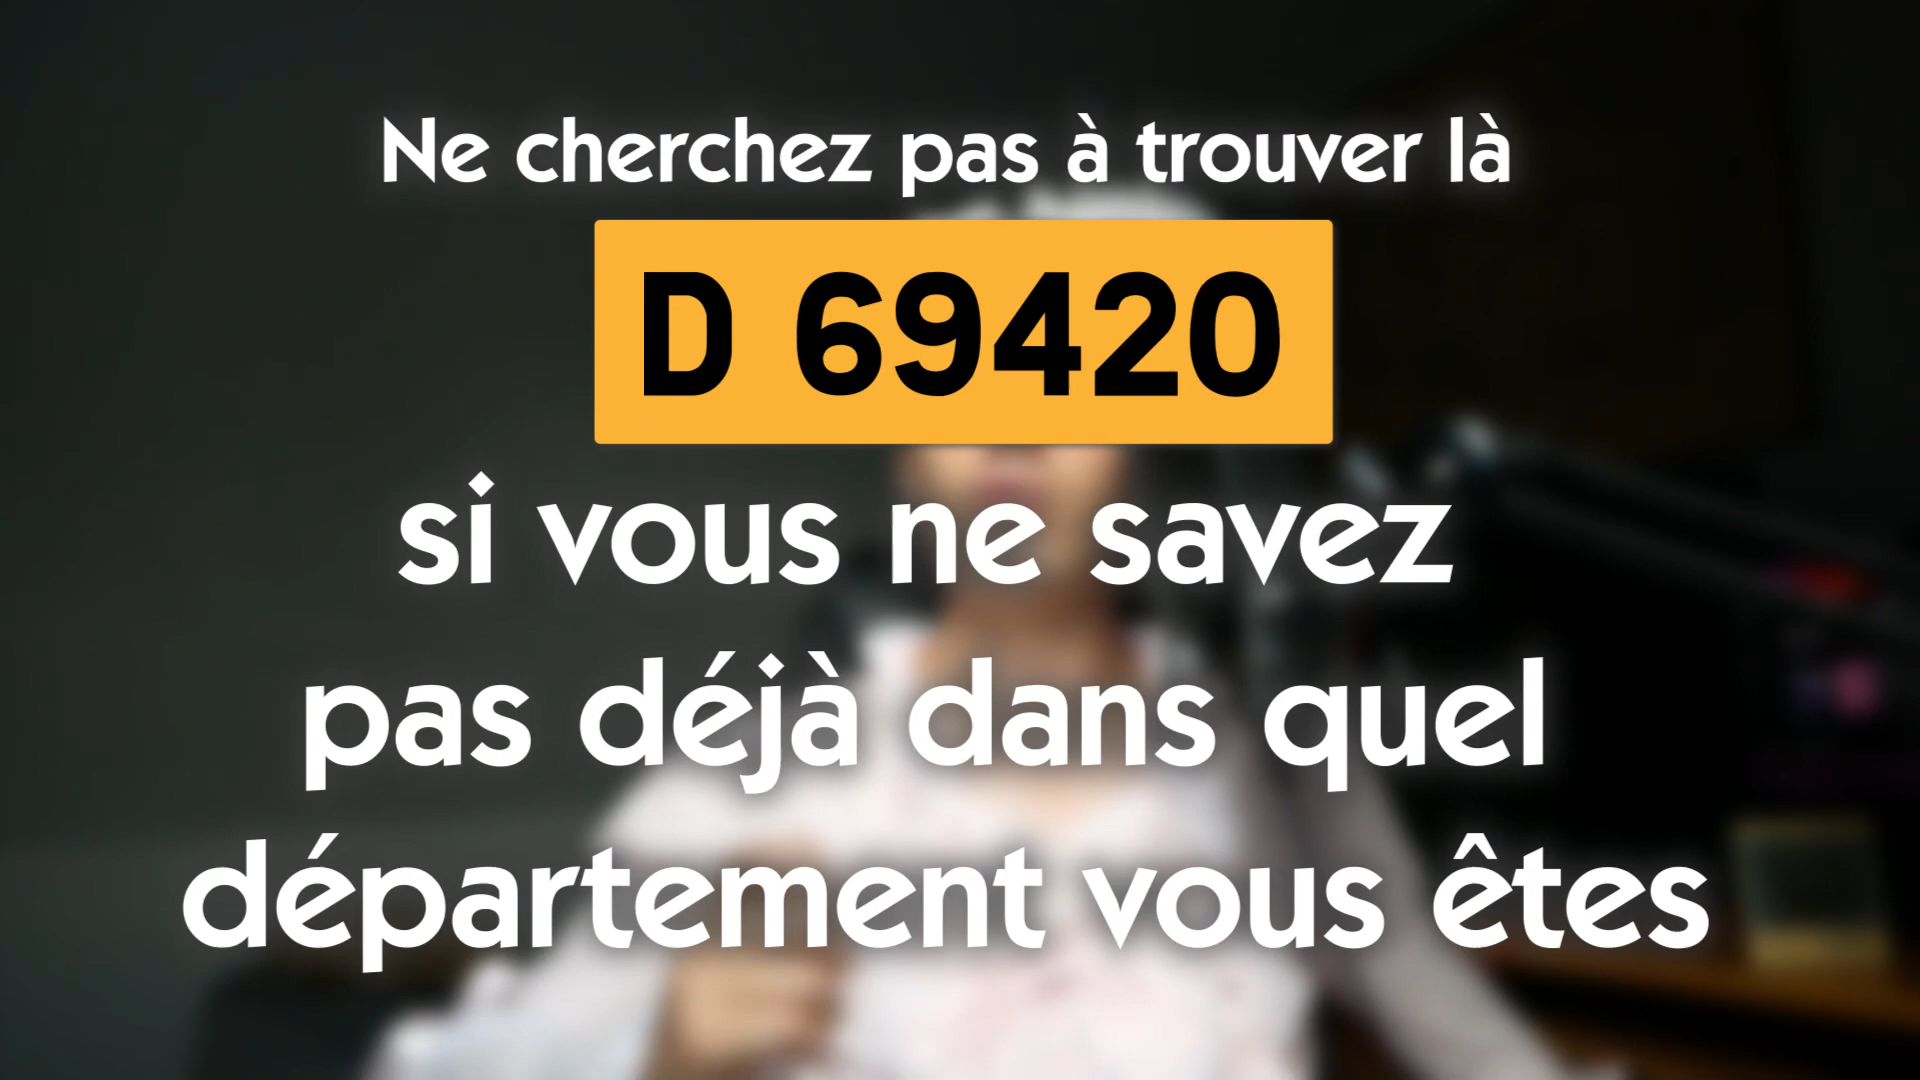 Ne cherchez pas à trouver là
D 69420
si vous ne savez
pas déjà dans quel
département vous êtes